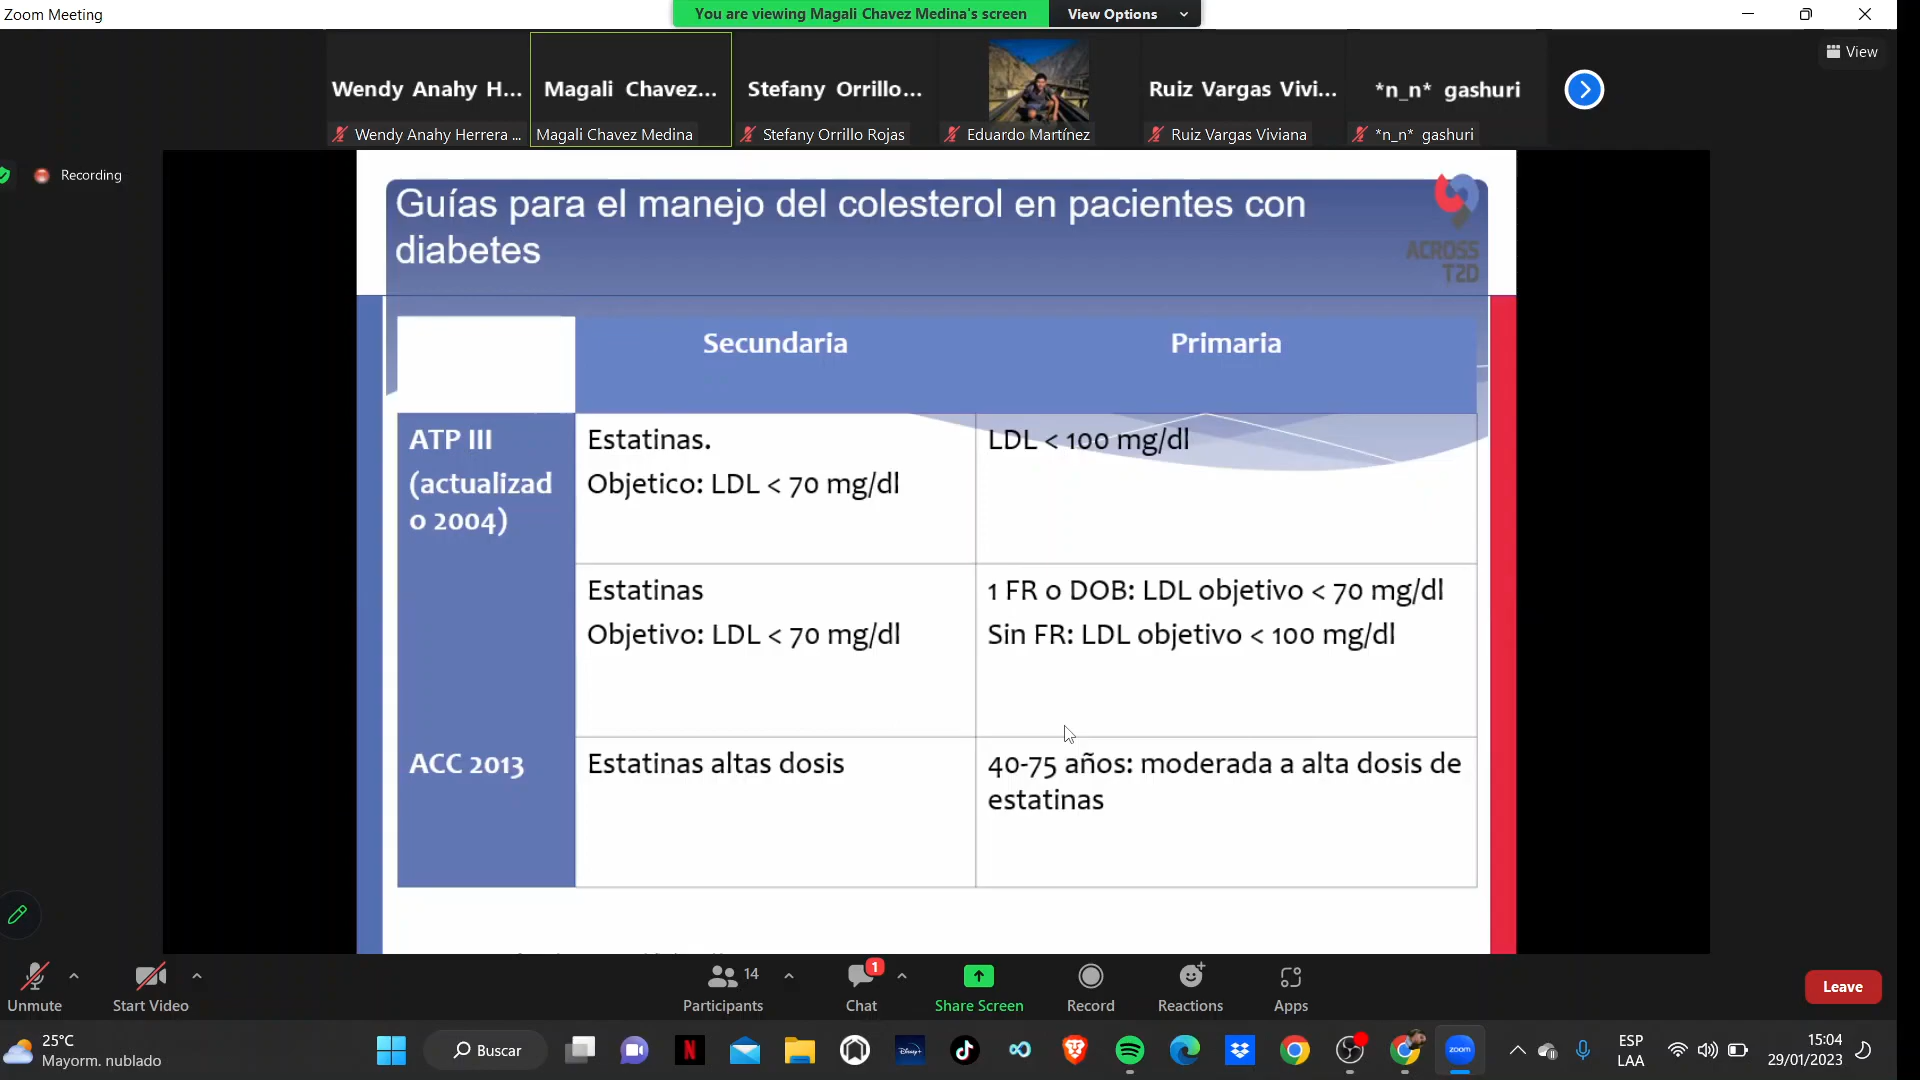 Zoom Meeting
You are viewing Magali Chavez Medina's screen
View Options
View
Wendy Anahy H...
Magali Chavez...
Stefany Orrillo...
Ruiz Vargas Vivi...
*n_n* gashuri
Wendy Anahy Herrera ...
Magali Chavez Medina
Stefany Orrillo Rojas
Eduardo Martínez
Ruiz Vargas Viviana
*n_n* gashuri
Recording
Guías para el manejo del colesterol en pacientes con
diabetes
ACROSS
T2D
Secundaria
Primaria
ATP III
(actualizad
o 2004)
Estatinas.
Objetico: LDL < 70 mg/dl
LDL < 100 mg/dl
Estatinas
Objetivo: LDL < 70 mg/dl
1 FR o DOB: LDL objetivo < 70 mg/dl
Sin FR: LDL objetivo < 100 mg/dl
ACC 2013
Estatinas altas dosis
40-75 años: moderada a alta dosis de
estatinas
Unmute
Start Video
14
Participants
1
Chat
Share Screen
Record
Reactions
Apps
Leave
25°C
Mayorm. nublado
Buscar
N
Disney+
zoom
ESP
LAA
15:04
29/01/2023